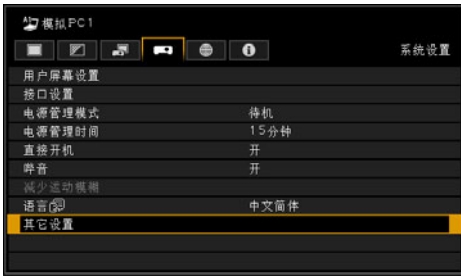 模拟PC1
系统设置
用户屏幕设置
接口设置
电源管理模式 待机
电源管理时间 15分钟
直接开机 开
哔音 开
减少运动模糊
语言 中文简体
其它设置